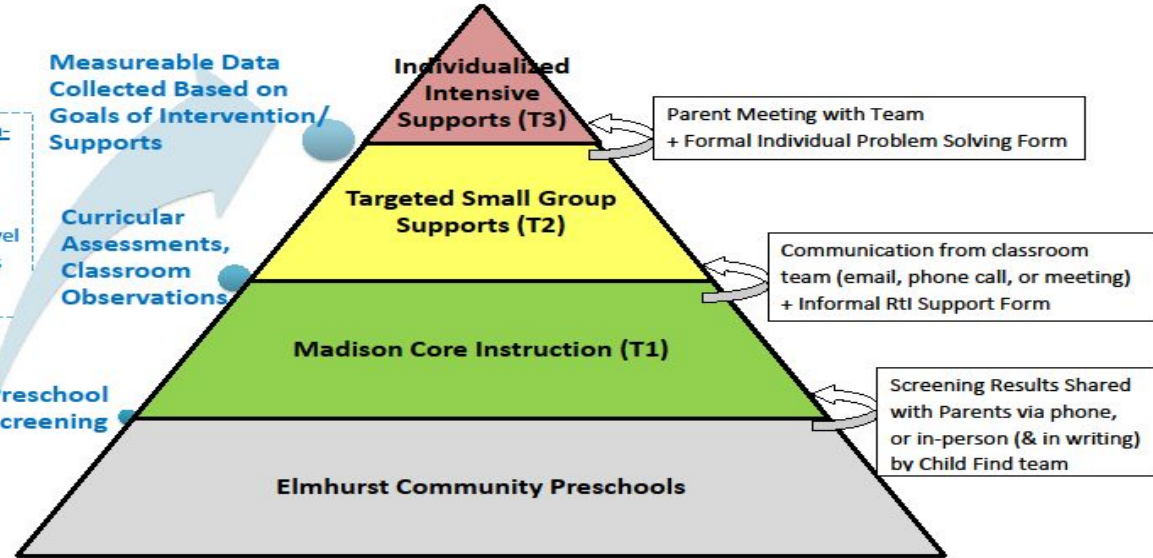 Measureable Data
Collected Based on
Goals of Intervention/
Supports
Curricular
Assessments,
Classroom
Observations
Preschool
Screening
Individualized
Intensive
Supports (T3)
Targeted Small Group
Supports (T2)
Madison Core Instruction (T1)
Elmhurst Community Preschools
Parent Meeting with Team
+ Formal Individual Problem Solving Form
Communication from classroom
team (email, phone call, or meeting)
+ Informal RtI Support Form
Screening Results Shared
with Parents via phone,
or in-person (& in writing)
by Child Find team